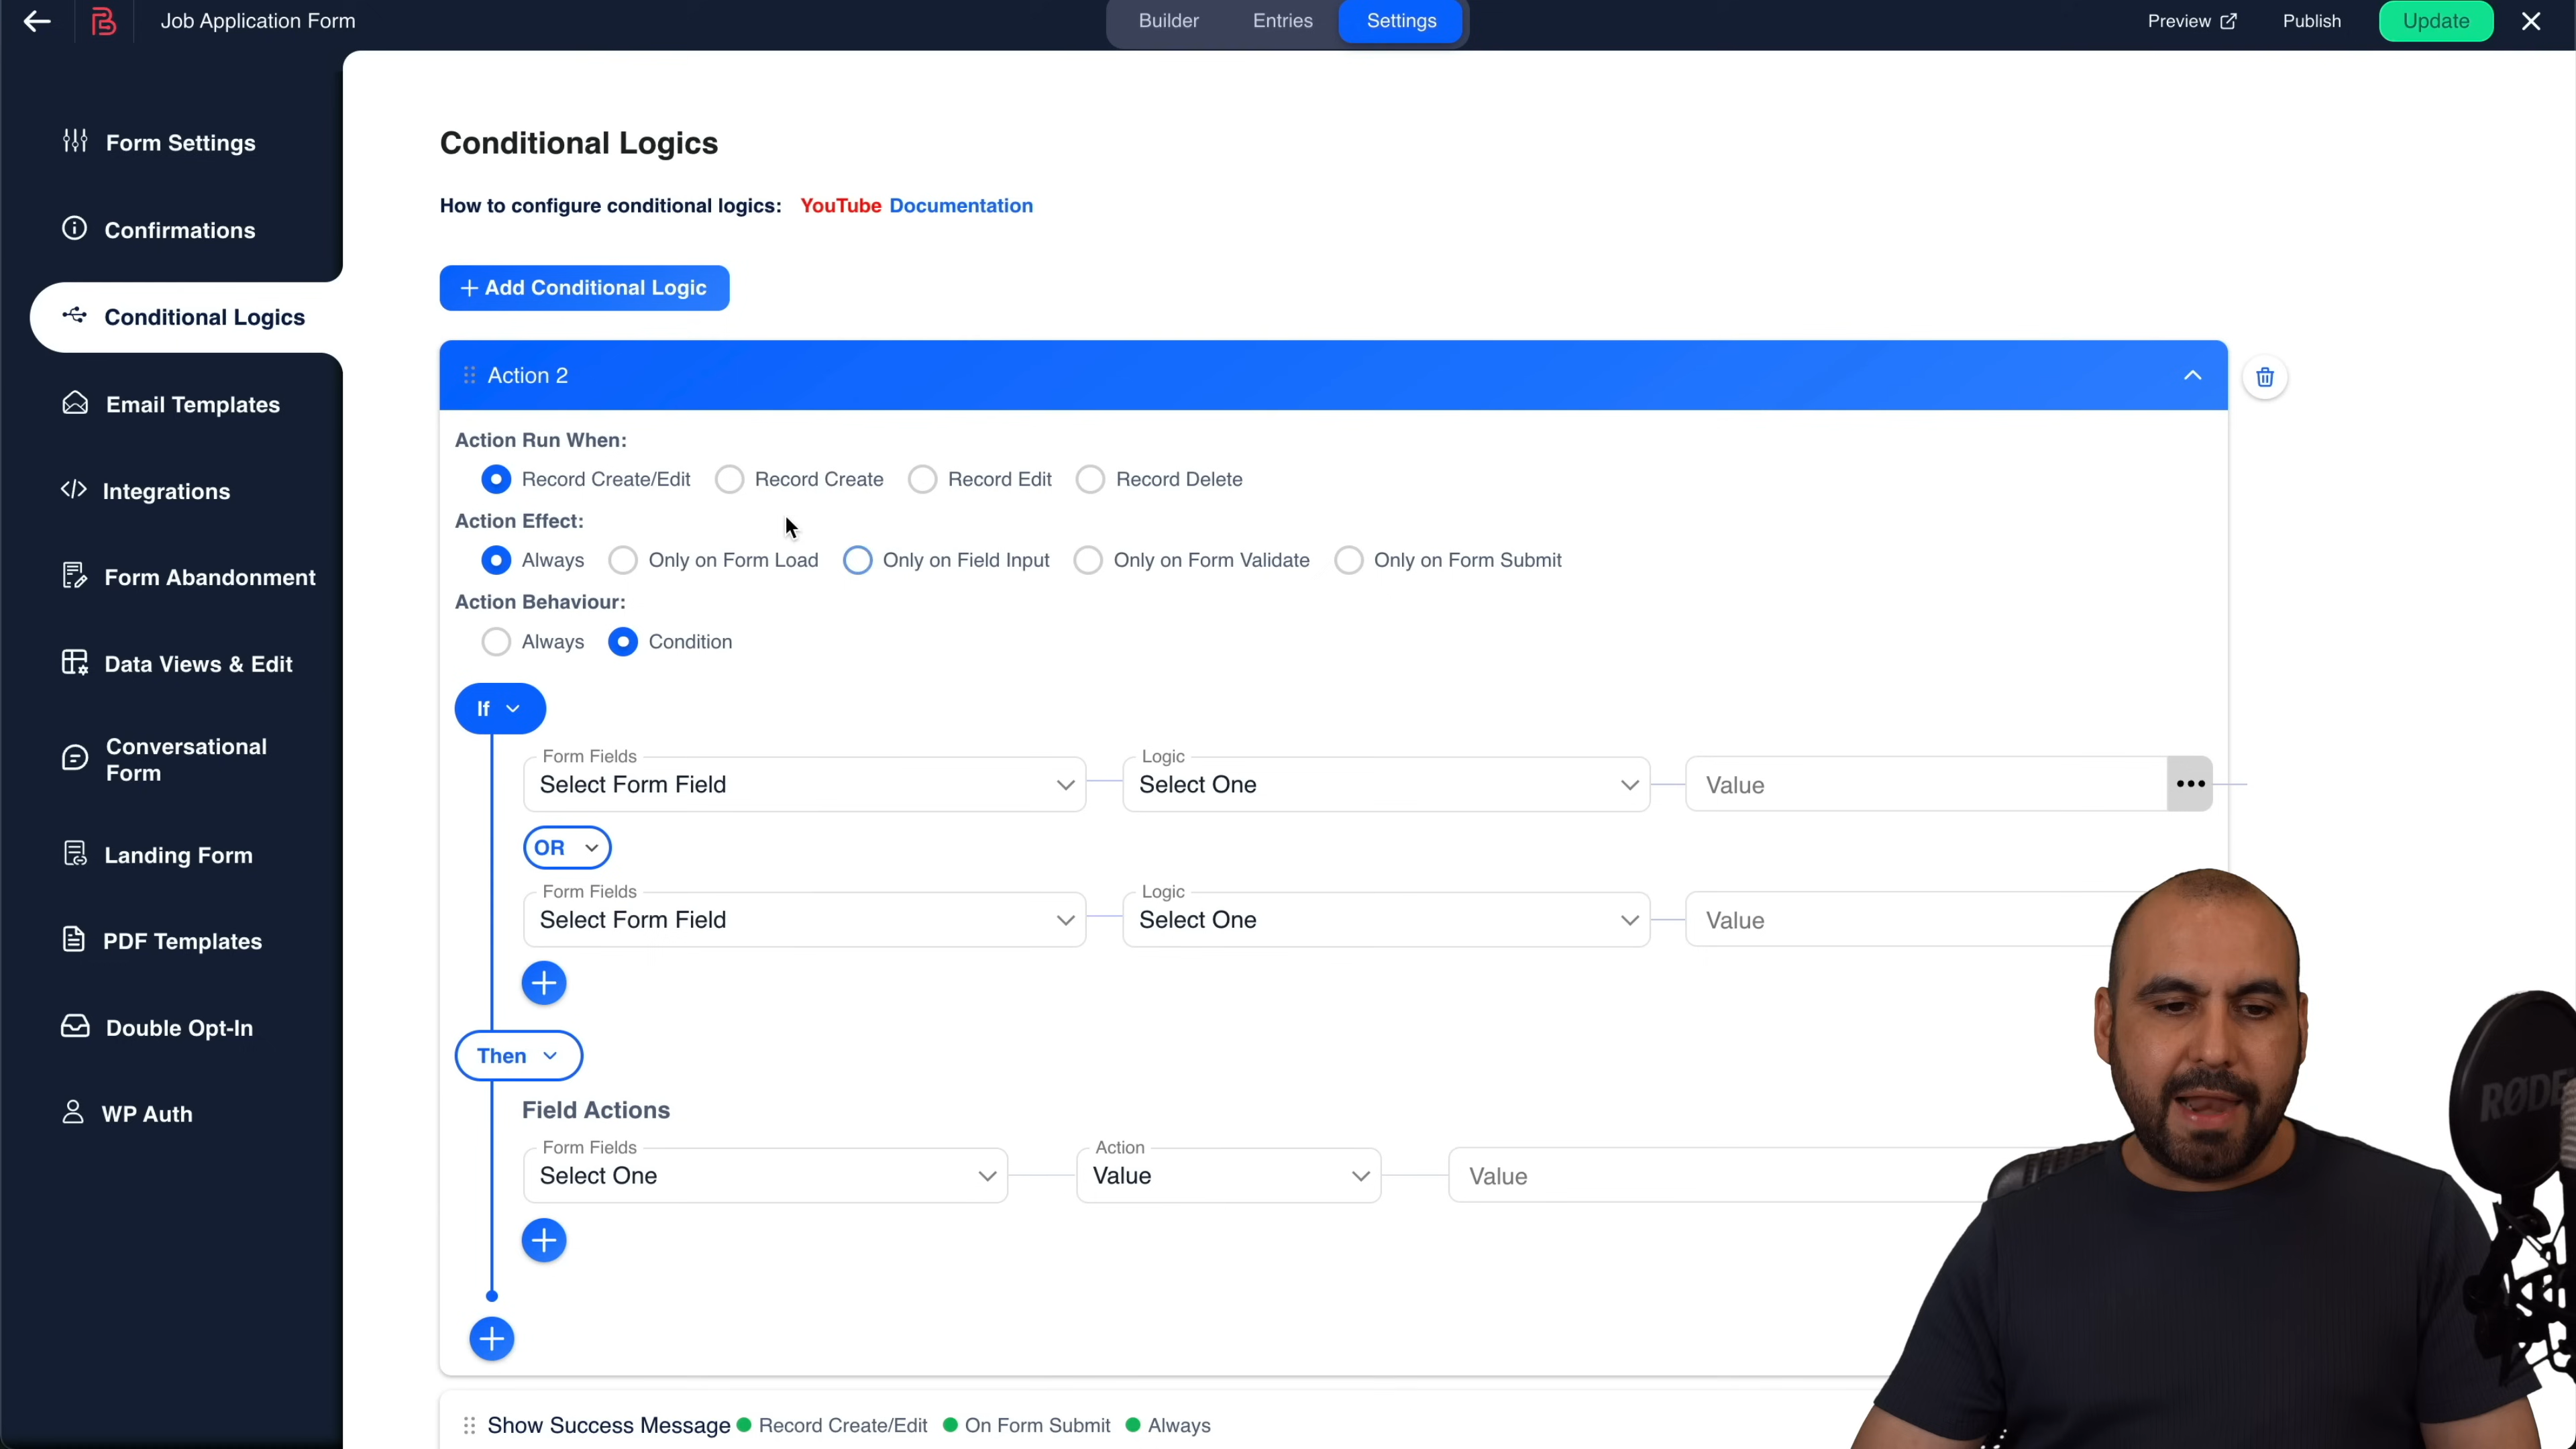 Job Application Form
Builder Entries Settings
Preview Publish Update
Form Settings
Confirmations
Conditional Logics
Email Templates
Integrations
Form Abandonment
Data Views & Edit
Conversational
Form
Landing Form
PDF Templates
Double Opt-In
WP Auth
Conditional Logics
How to configure conditional logics: YouTube Documentation
+ Add Conditional Logic
Action 2
Action Run When:
Record Create/Edit Record Create Record Edit Record Delete
Action Effect:
Always Only on Form Load Only on Field Input Only on Form Validate Only on Form Submit
Action Behaviour:
Always Condition
If
Form Fields Logic
Select Form Field Select One Value
OR
Form Fields Logic
Select Form Field Select One Value
Then
Field Actions
Form Fields Action
Select One Value Value
Show Success Message Record Create/Edit On Form Submit Always
RØDE